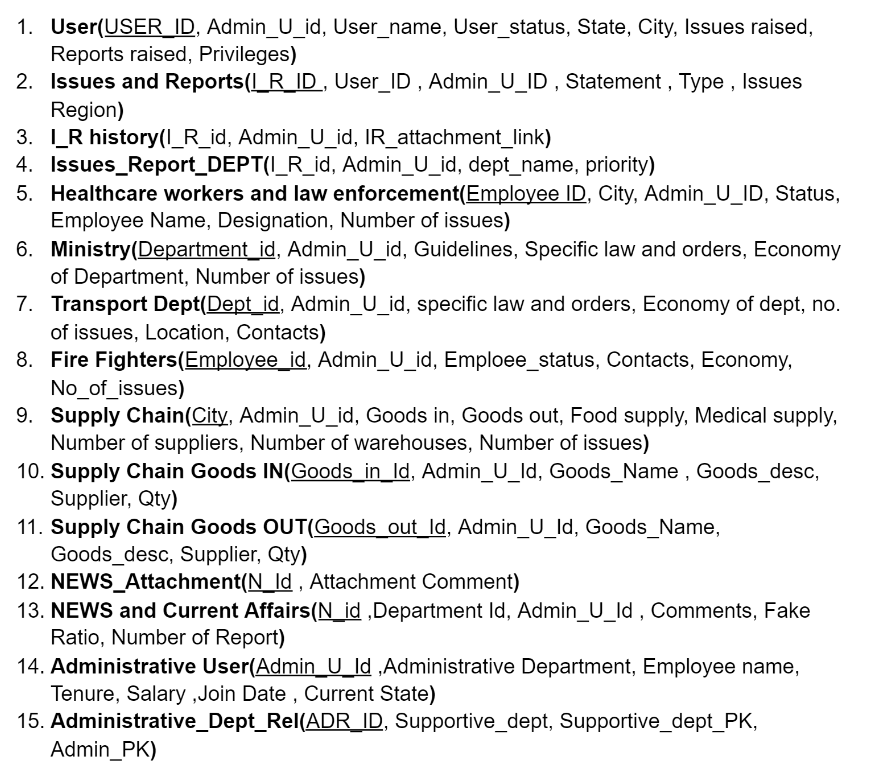 1. User(USER_ID, Admin_U_id, User_name, User_status, State, City, Issues raised,
Reports raised, Privileges)
2. Issues and Reports(I_R_ID , User_ID , Admin_U_ID , Statement , Type , Issues
Region)
3. I_R history(I_R_id, Admin_U_id, IR_attachment_link)
4. Issues_Report_DEPT(I_R_id, Admin_U_id, dept_name, priority)
5. Healthcare workers and law enforcement(Employee ID, City, Admin_U_ID, Status,
Employee Name, Designation, Number of issues)
6. Ministry(Department_id, Admin_U_id, Guidelines, Specific law and orders, Economy
of Department, Number of issues)
7. Transport Dept(Dept_id, Admin_U_id, specific law and orders, Economy of dept, no.
of issues, Location, Contacts)
8. Fire Fighters(Employee_id, Admin_U_id, Emploee_status, Contacts, Economy,
No_of_issues)
9. Supply Chain(City, Admin_U_id, Goods in, Goods out, Food supply, Medical supply,
Number of suppliers, Number of warehouses, Number of issues)
10. Supply Chain Goods IN(Goods_in_Id, Admin_U_Id, Goods_Name , Goods_desc,
Supplier, Qty)
11. Supply Chain Goods OUT(Goods_out_Id, Admin_U_Id, Goods_Name,
Goods_desc, Supplier, Qty)
12. NEWS_Attachment(N_Id , Attachment Comment)
13. NEWS and Current Affairs(N_id ,Department Id, Admin_U_Id , Comments, Fake
Ratio, Number of Report)
14. Administrative User(Admin_U_Id ,Administrative Department, Employee name,
Tenure, Salary ,Join Date , Current State)
15. Administrative_Dept_Rel(ADR_ID, Supportive_dept, Supportive_dept_PK,
Admin_PK)